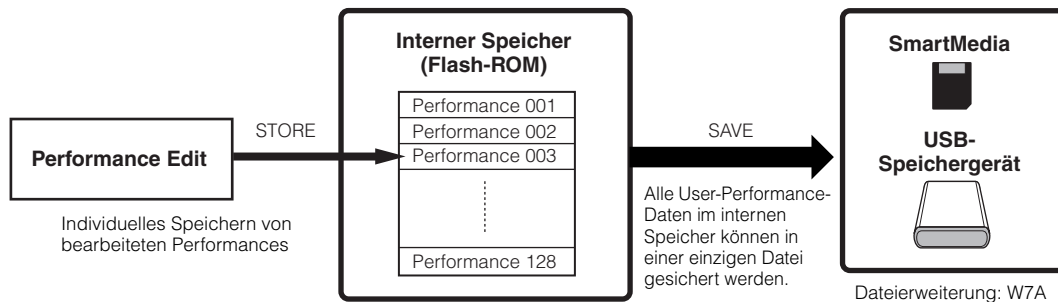 Performance Edit
Individuelles Speichern von
bearbeiteten Performances
STORE
Interner Speicher
(Flash-ROM)
Performance 001
Performance 002
Performance 003
Performance 128
SAVE
Alle User-Performance-
Daten im internen
Speicher können in
einer einzigen Datei
gesichert werden.
SmartMedia
USB-
Speichergerät
Dateierweiterung: W7A